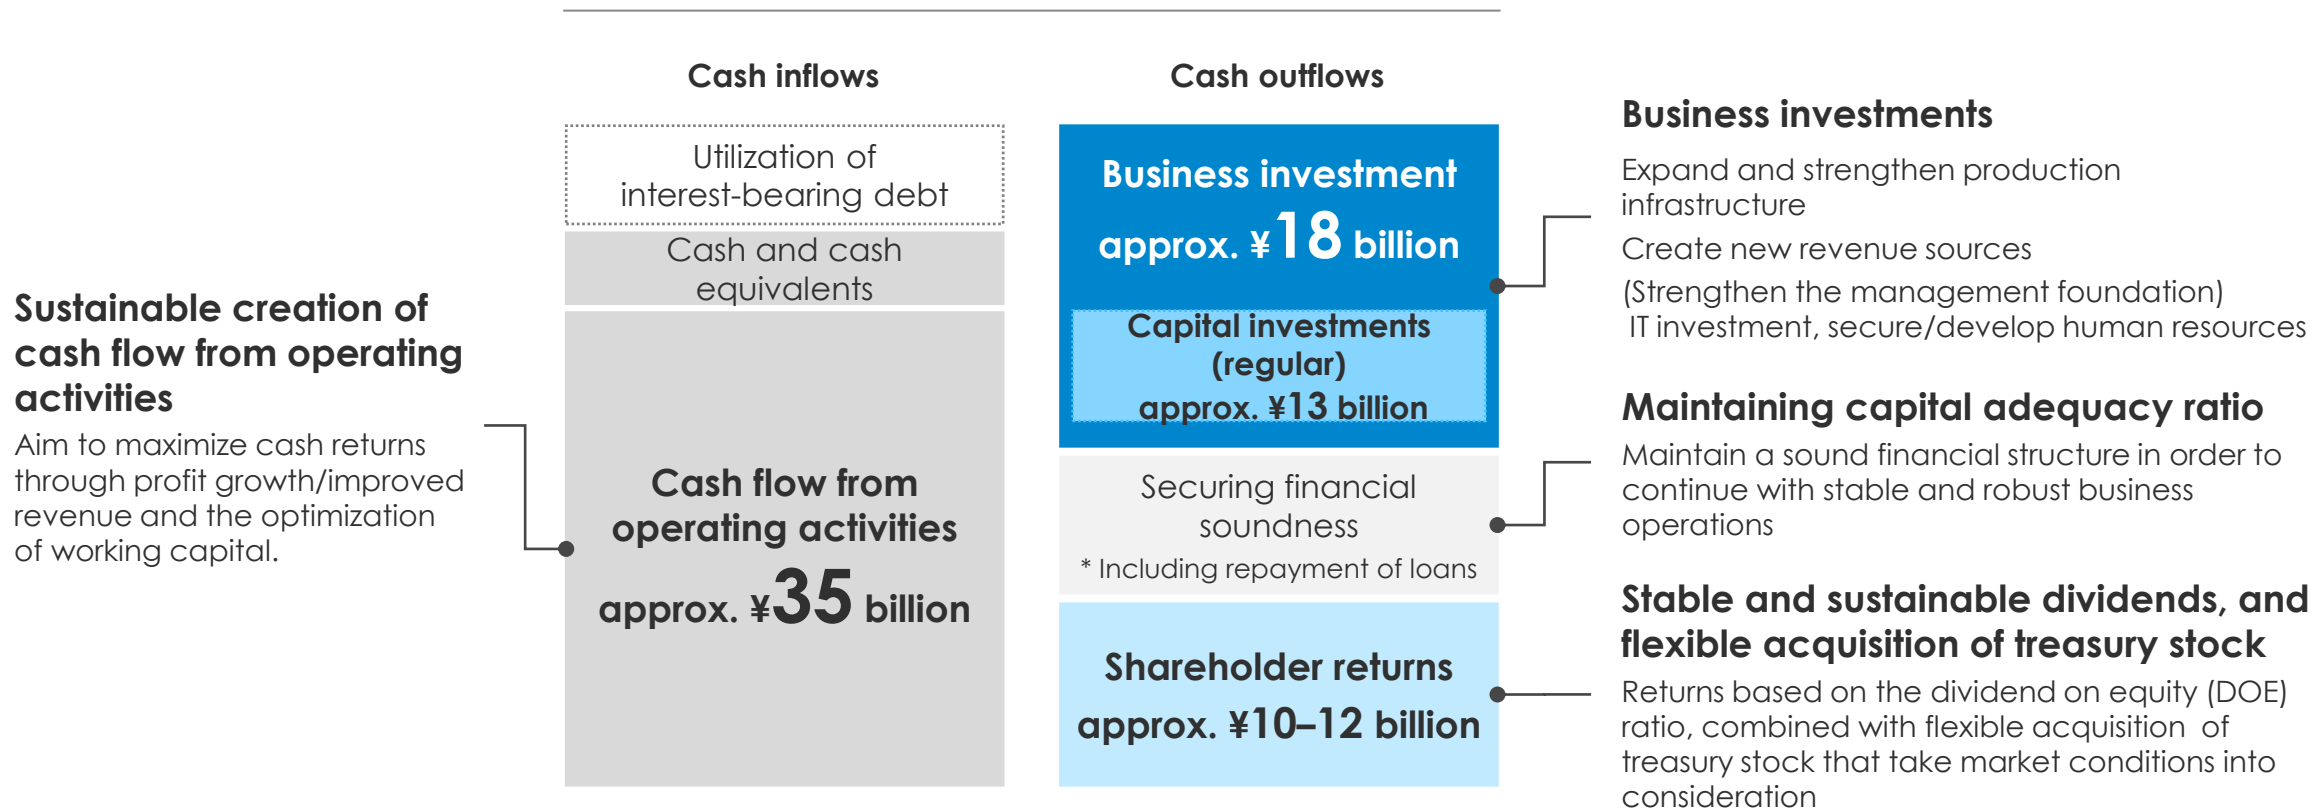 Cash inflows
Cash outflows
Sustainable creation of
cash flow from operating
activities
Aim to maximize cash returns
through profit growth/improved
revenue and the optimization
of working capital.
Utilization of
interest-bearing debt
Cash and cash
equivalents
Cash flow from
operating activities
approx. ¥35 billion
Business investment
approx. ¥18 billion
Capital investments
(regular)
approx. ¥13 billion
Securing financial
soundness
* Including repayment of loans
Shareholder returns
approx. ¥10–12 billion
Business investments
Expand and strengthen production
infrastructure
Create new revenue sources
(Strengthen the management foundation)
IT investment, secure/develop human resources
Maintaining capital adequacy ratio
Maintain a sound financial structure in order to
continue with stable and robust business
operations
Stable and sustainable dividends, and
flexible acquisition of treasury stock
Returns based on the dividend on equity (DOE)
ratio, combined with flexible acquisition of
treasury stock that take market conditions into
consideration